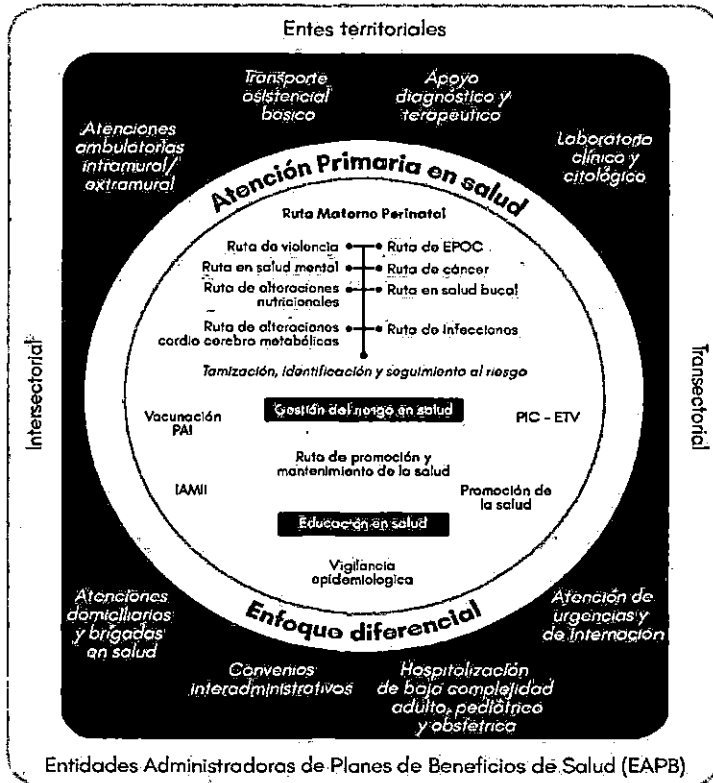 Entes territoriales
Transporte
asistencial
básico
Apoyo
diagnóstico y
terapeutico
Atenciones
ambulatorias
intramural/
extramural
Laboratorio
clínico y
citológico
Atención Primaria en salud
Ruta Materno Perinatal
Ruta de violencia
Ruta de EPOC
Ruta en salud mental
Ruta de cáncer
Ruta de alteraciones
nutricionales
Ruta en salud bucal
Ruta de alteraciones
cardio cerebro metabólicas
Ruta de Infecciones
Tamización, identificación y seguimiento al riesgo
Intersectorial
Transectorial
Gestión del riesgo en salud
Vacunación
PAI
PIC – ETV
Ruta de promoción y
mantenimiento de la salud
IAMII
Promoción de
la salud
Educación en salud
Vigilancia
epidemiologica
Enfoque diferencial
Atenciones
domiciliarios
y brigadas
en salud
Atención de
urgencias y
de internación
Convenios
interadministrativos
Hospitalización
de baja complejidad
adulto, pediátrico
y obstétrica
Entidades Administradoras de Planes de Beneficios de Salud (EAPB)